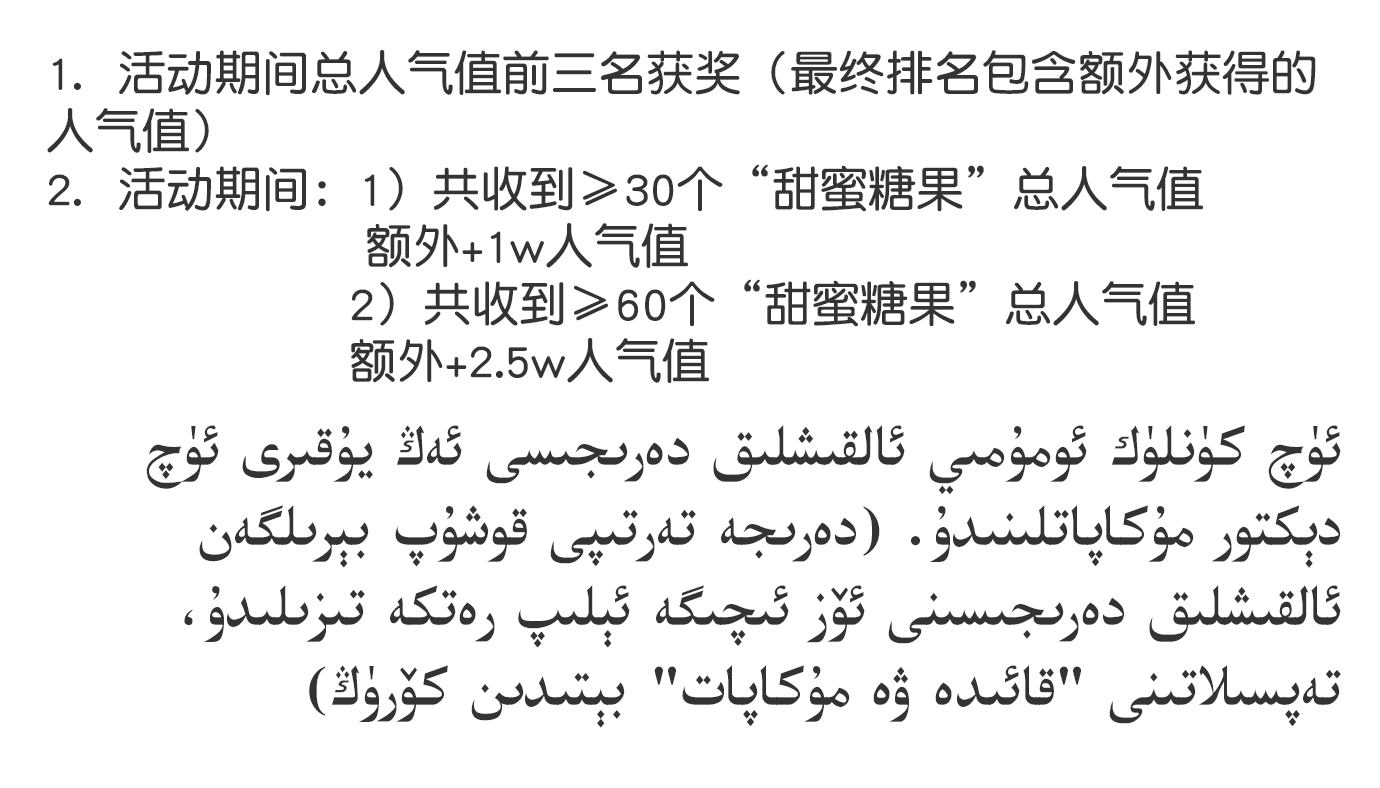 1. 活动期间总人气值前三名获奖（最终排名包含额外获得的
人气值）
2. 活动期间：1）共收到≥30个“甜蜜糖果”总人气值
额外+1w人气值
2）共收到≥60个“甜蜜糖果”总人气值
额外+2.5w人气值
ئۈچ كۈنلۈك ئومۇمىي ئالقىشلىق دەرىجىسى ئەڭ يۇقىرى ئۈچ
دېكتور مۇكاپاتلىنىدۇ. (دەرىجە تەرتىپى قوشۇپ بېرىلگەن
ئالقىشلىق دەرىجىسىنى ئۆز ئىچىگە ئېلىپ رەتكە تىزىلىدۇ،
تەپسىلاتىنى "قائىدە ۋە مۇكاپات" بېتىدىن كۆرۈڭ)